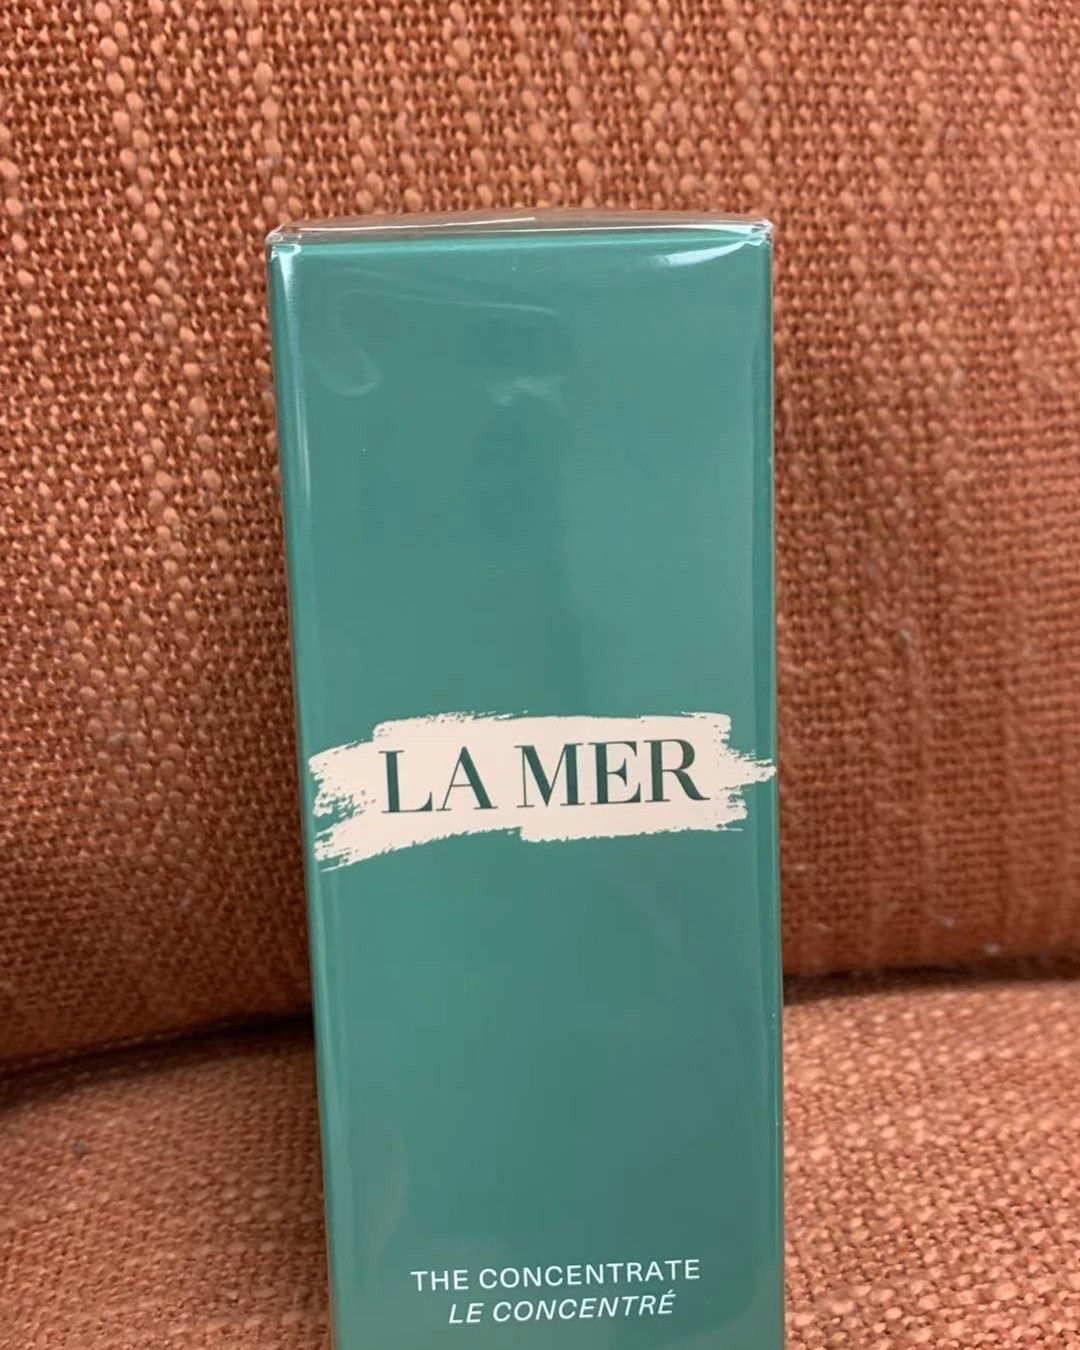 LA MER
THE CONCENTRATE
LE CONCENTRÉ